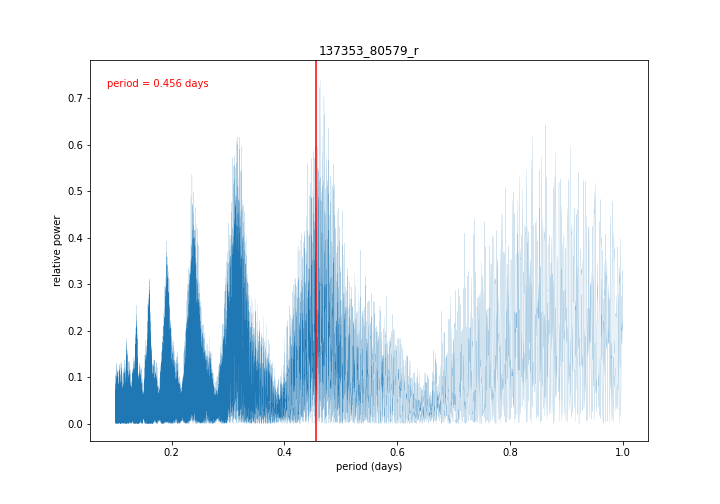 137353_80579_r
period = 0.456 days
0.7
0.6
0.5
0.4
0.3
0.2
0.1
0.0
relative power
0.2 0.4 0.6 0.8 1.0
period (days)